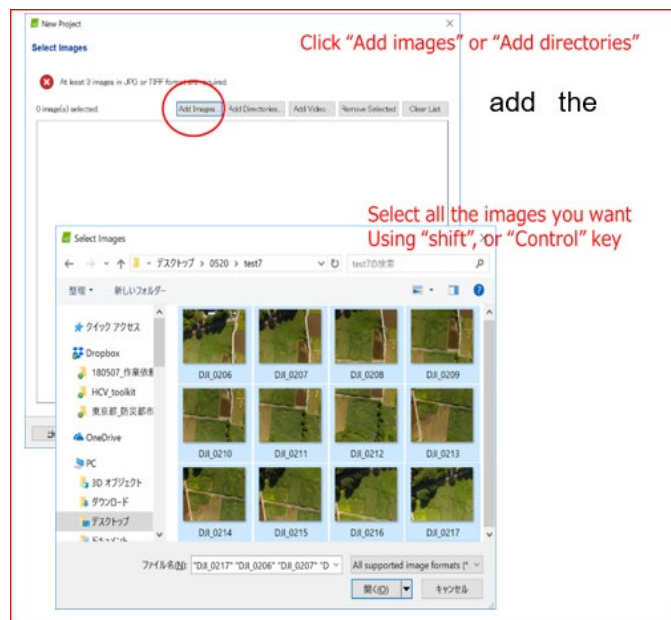 New Project
Select Images
Click “Add images” or “Add directories”
At least 3 images in JPG or TIFF format are required
0 image(s) selected
Add Images...
Add Directories...
Add Video...
Remove Selected
Clear List
add the
Select all the images you want
Using “shift”, or “Control” key
Select Images
デスクトップ › 0520 › test7
test7の検索
整理
新しいフォルダー
クイック アクセス
Dropbox
180507_作業依頼
HCV_toolkit
東京都_防災都市
OneDrive
PC
3D オブジェクト
ダウンロード
デスクトップ
ドキュメント
DJI_0206
DJI_0207
DJI_0208
DJI_0209
DJI_0210
DJI_0211
DJI_0212
DJI_0213
DJI_0214
DJI_0215
DJI_0216
DJI_0217
ファイル名(N):
"DJI_0217" "DJI_0206" "DJI_0207" "D
All supported image formats (*
開く(O)
キャンセル